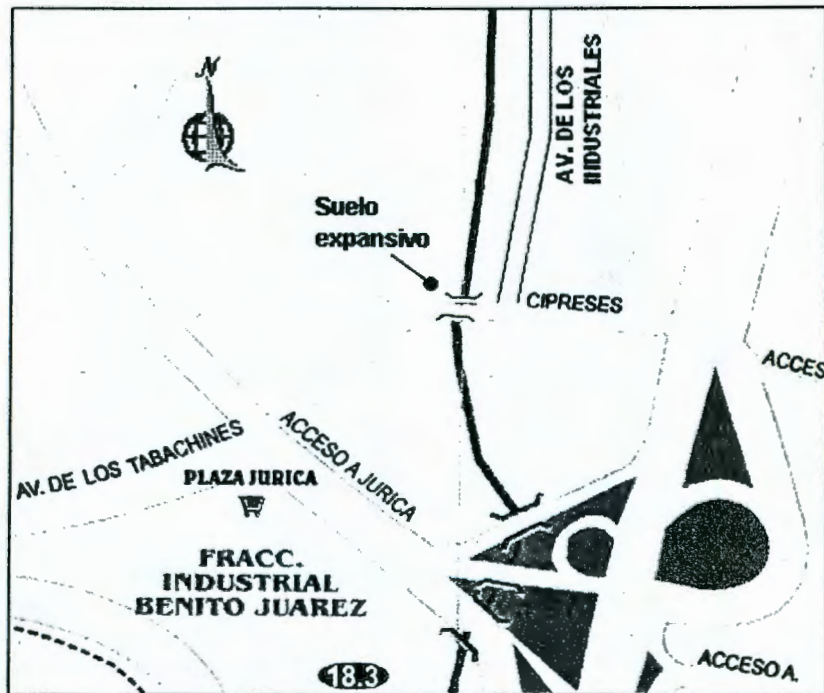 N
AV. DE LOS
INDUSTRIALES
Suelo
expansivo
CIPRESES
ACCES
ACCESO A JURICA
AV. DE LOS TABACHINES
PLAZA JURICA
FRACC.
INDUSTRIAL
BENITO JUAREZ
18.3
ACCESO A.